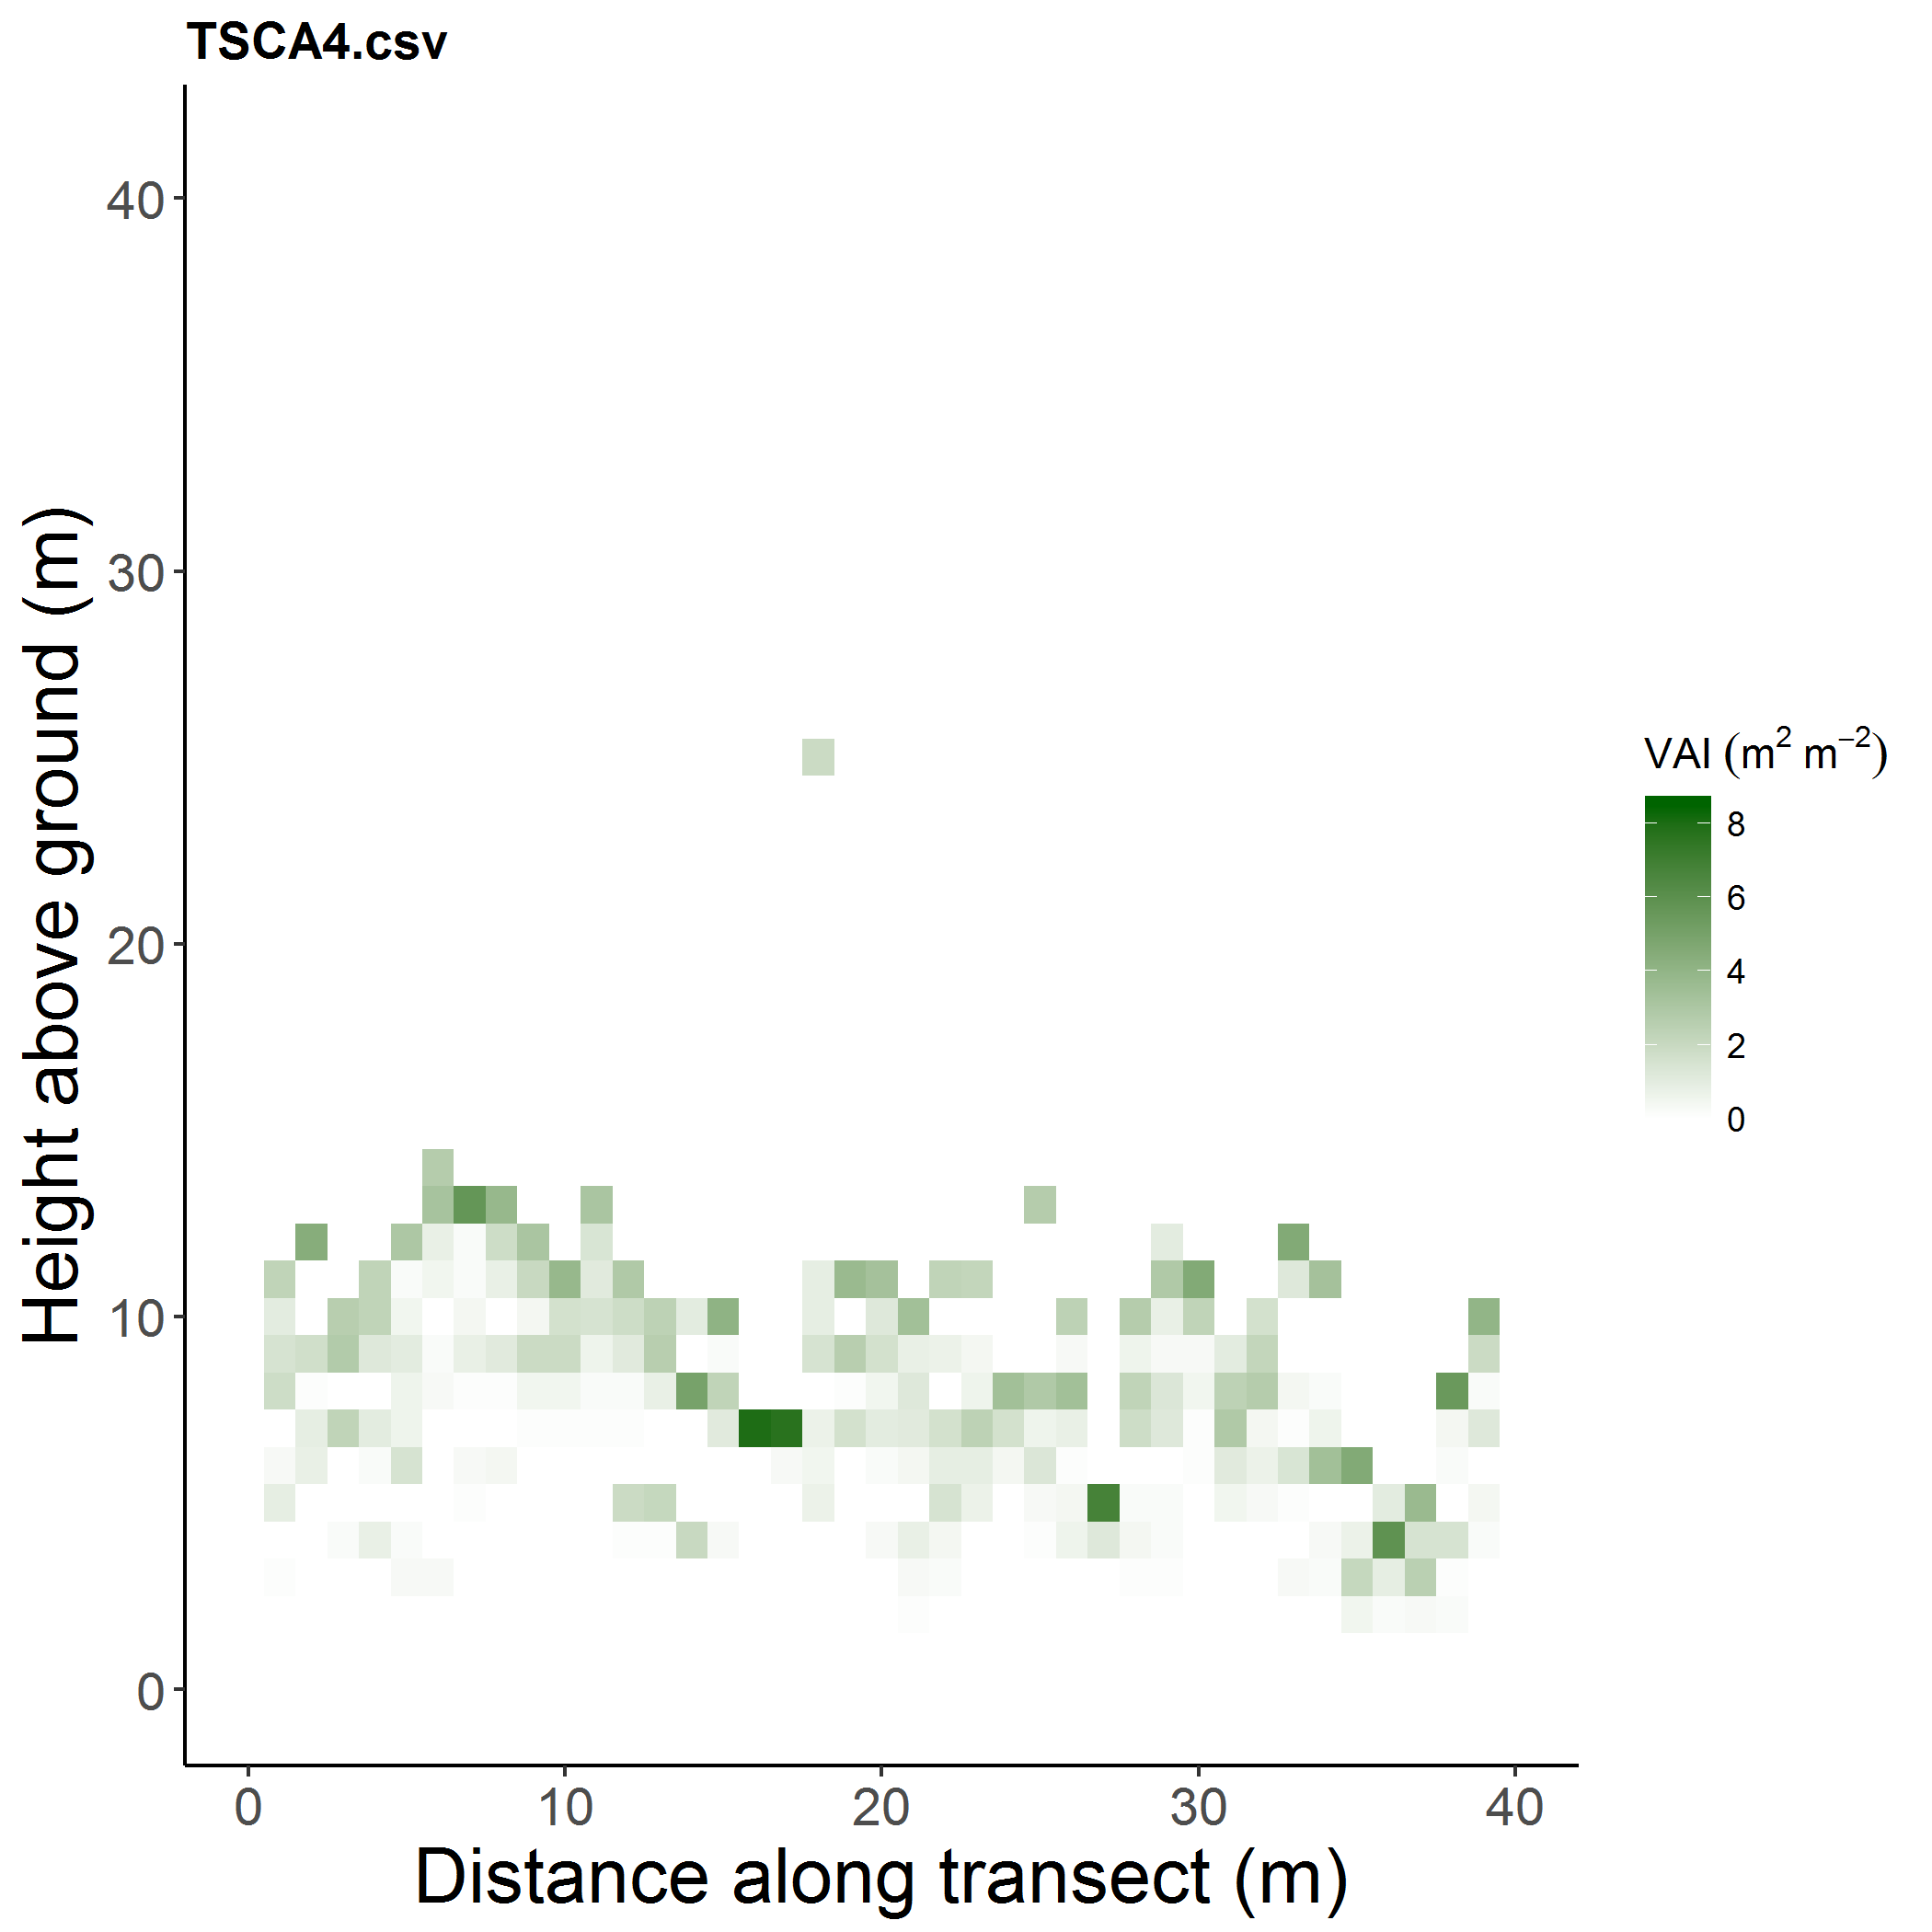 TSCA4.csv
Height above ground (m)
40
30
20
10
0
0 10 20 30 40
Distance along transect (m)
VAI (m² m⁻²)
8
6
4
2
0